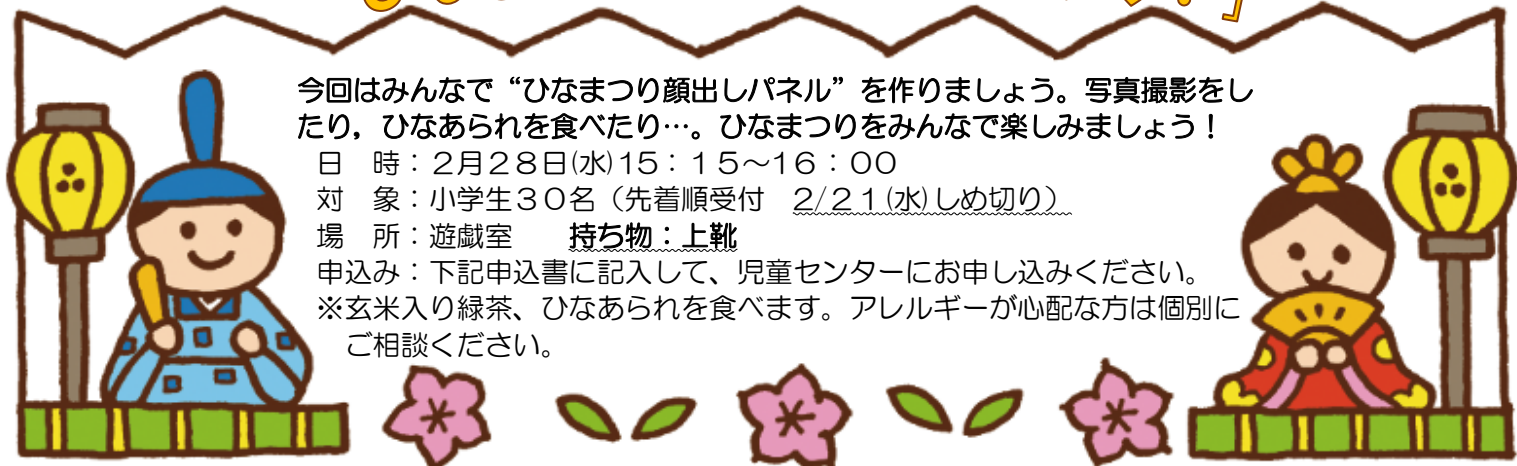 今回はみんなで“ひなまつり顔出しパネル”を作りましょう。写真撮影をし
たり，ひなあられを食べたり…。ひなまつりをみんなで楽しみましょう！
日　時：２月２８日(水)１５：１５～１６：００
対　象：小学生３０名（先着順受付　２/２１(水)しめ切り）
場　所：遊戯室　　持ち物：上靴
申込み：下記申込書に記入して、児童センターにお申し込みください。
※玄米入り緑茶、ひなあられを食べます。アレルギーが心配な方は個別に
ご相談ください。